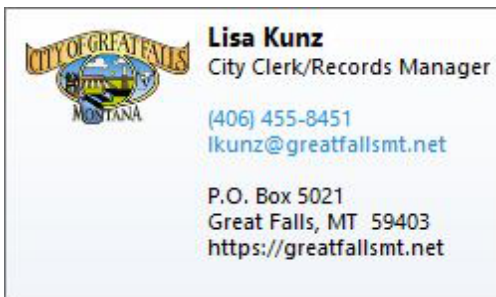 CITY OF GREAT FALLS
MONTANA
Lisa Kunz
City Clerk/Records Manager
(406) 455-8451
lkunz@greatfallsmt.net
P.O. Box 5021
Great Falls, MT  59403
https://greatfallsmt.net